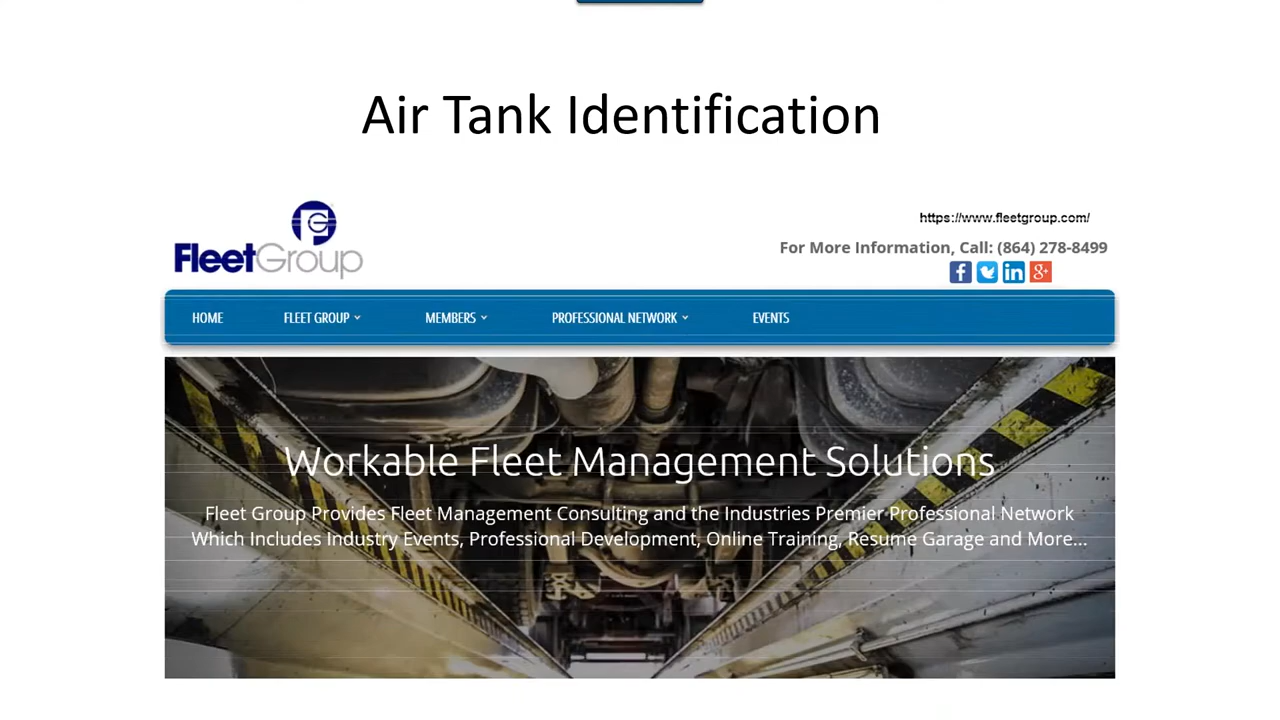 Air Tank Identification
FleetGroup
https://www.fleetgroup.com/
For More Information, Call: (864) 278-8499
HOME FLEET GROUP MEMBERS PROFESSIONAL NETWORK EVENTS
Workable Fleet Management Solutions
Fleet Group Provides Fleet Management Consulting and the Industries Premier Professional Network
Which Includes Industry Events, Professional Development, Online Training, Resume Garage and More...